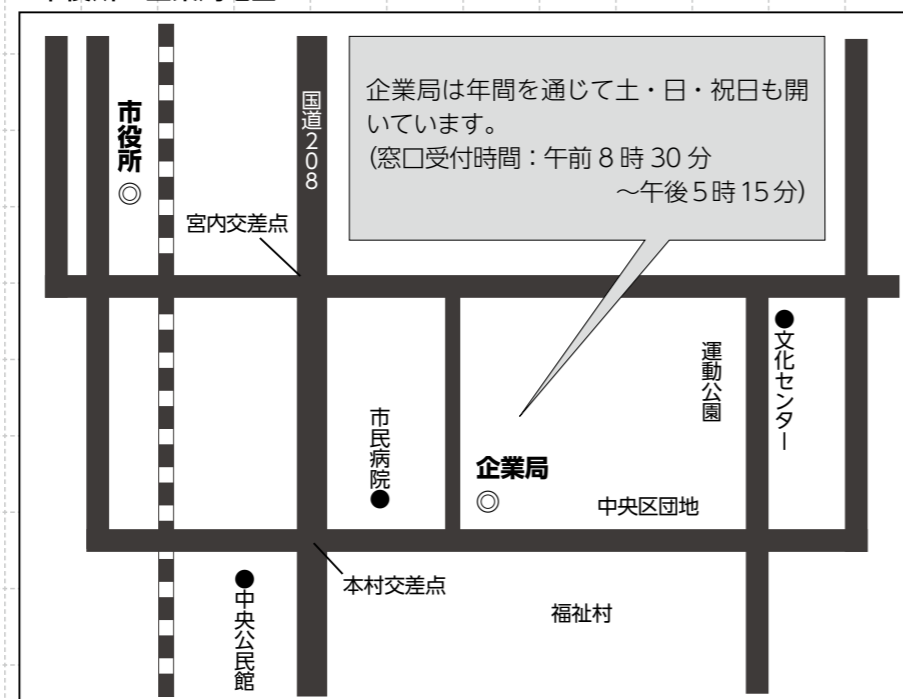 企業局は年間を通じて土・日・祝日も開
いています。
(窓口受付時間：午前8時30分
～午後5時15分)
市役所
国道208
宮内交差点
文化センター
運動公園
市民病院
企業局
中央区団地
本村交差点
中央公民館
福祉村